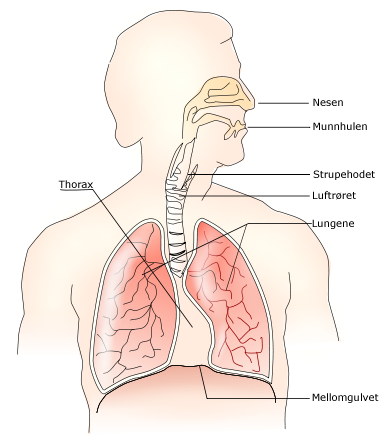 Nesen
Munnhulen
Strupehodet
Thorax
Luftrøret
Lungene
Mellomgulvet